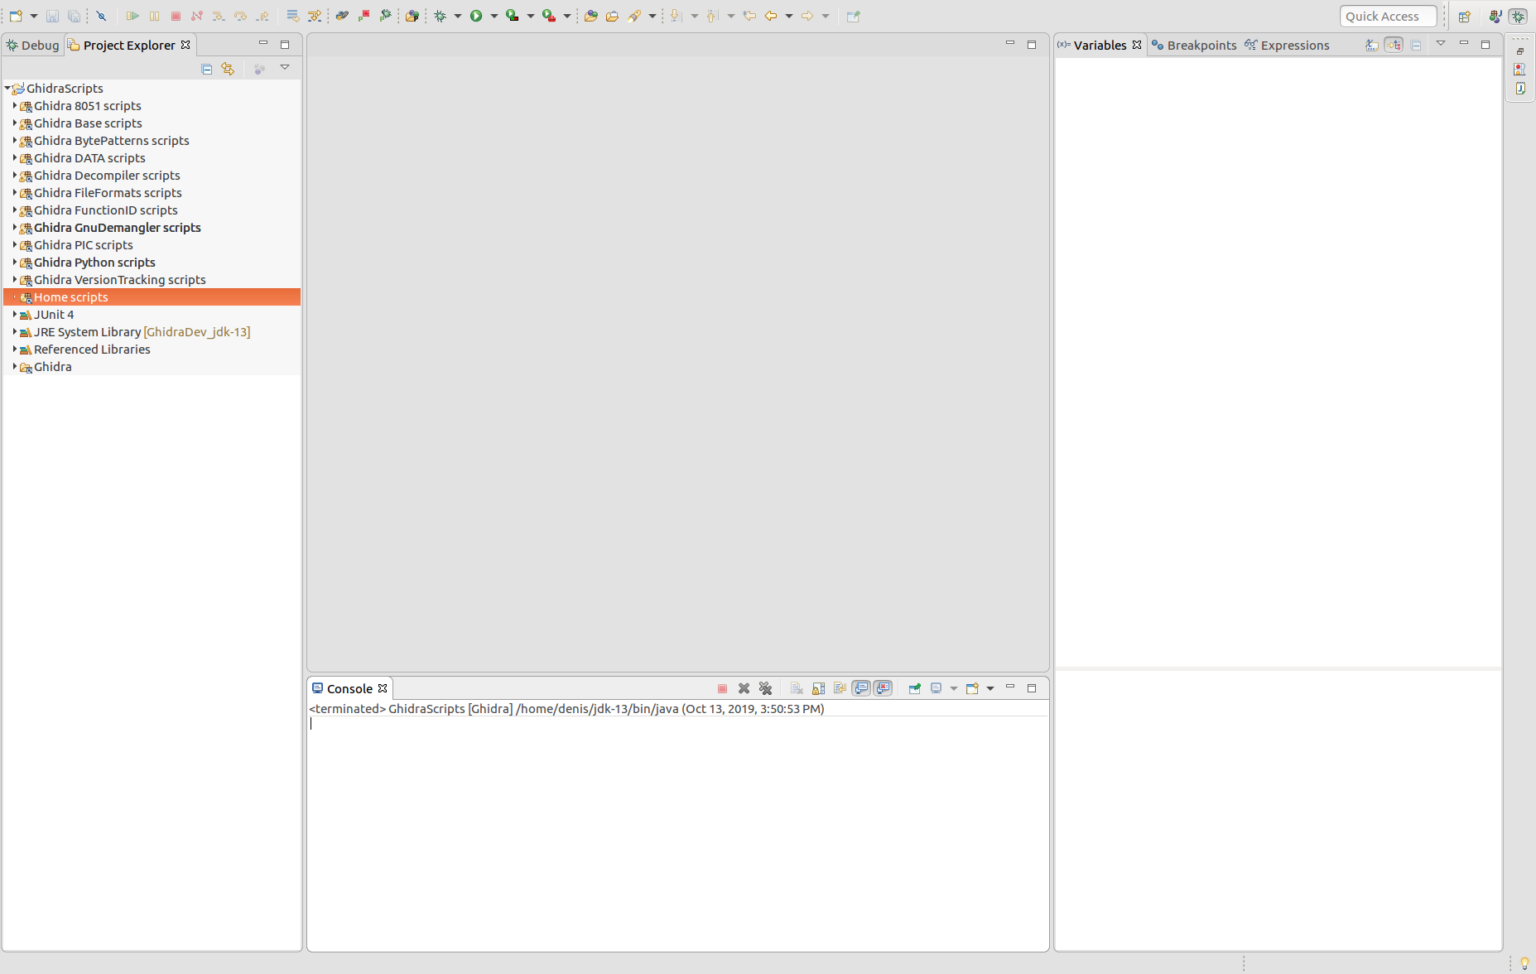 Quick Access
Debug
Project Explorer
GhidraScripts
Ghidra 8051 scripts
Ghidra Base scripts
Ghidra BytePatterns scripts
Ghidra DATA scripts
Ghidra Decompiler scripts
Ghidra FileFormats scripts
Ghidra FunctionID scripts
Ghidra GnuDemangler scripts
Ghidra PIC scripts
Ghidra Python scripts
Ghidra VersionTracking scripts
Home scripts
JUnit 4
JRE System Library [GhidraDev_jdk-13]
Referenced Libraries
Ghidra
Console
<terminated> GhidraScripts [Ghidra] /home/denis/jdk-13/bin/java (Oct 13, 2019, 3:50:53 PM)
(x)= Variables
Breakpoints
Expressions